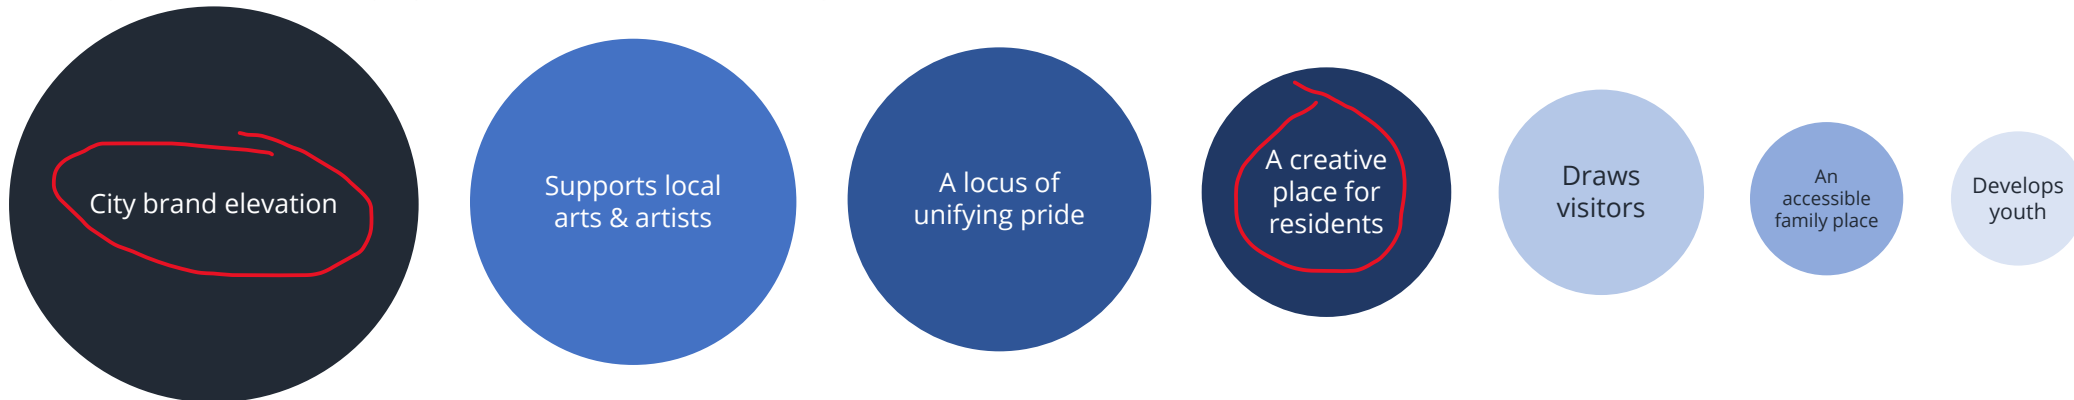 City brand elevation
Supports local
arts & artists
A locus of
unifying pride
A creative
place for
residents
Draws
visitors
An
accessible
family place
Develops
youth